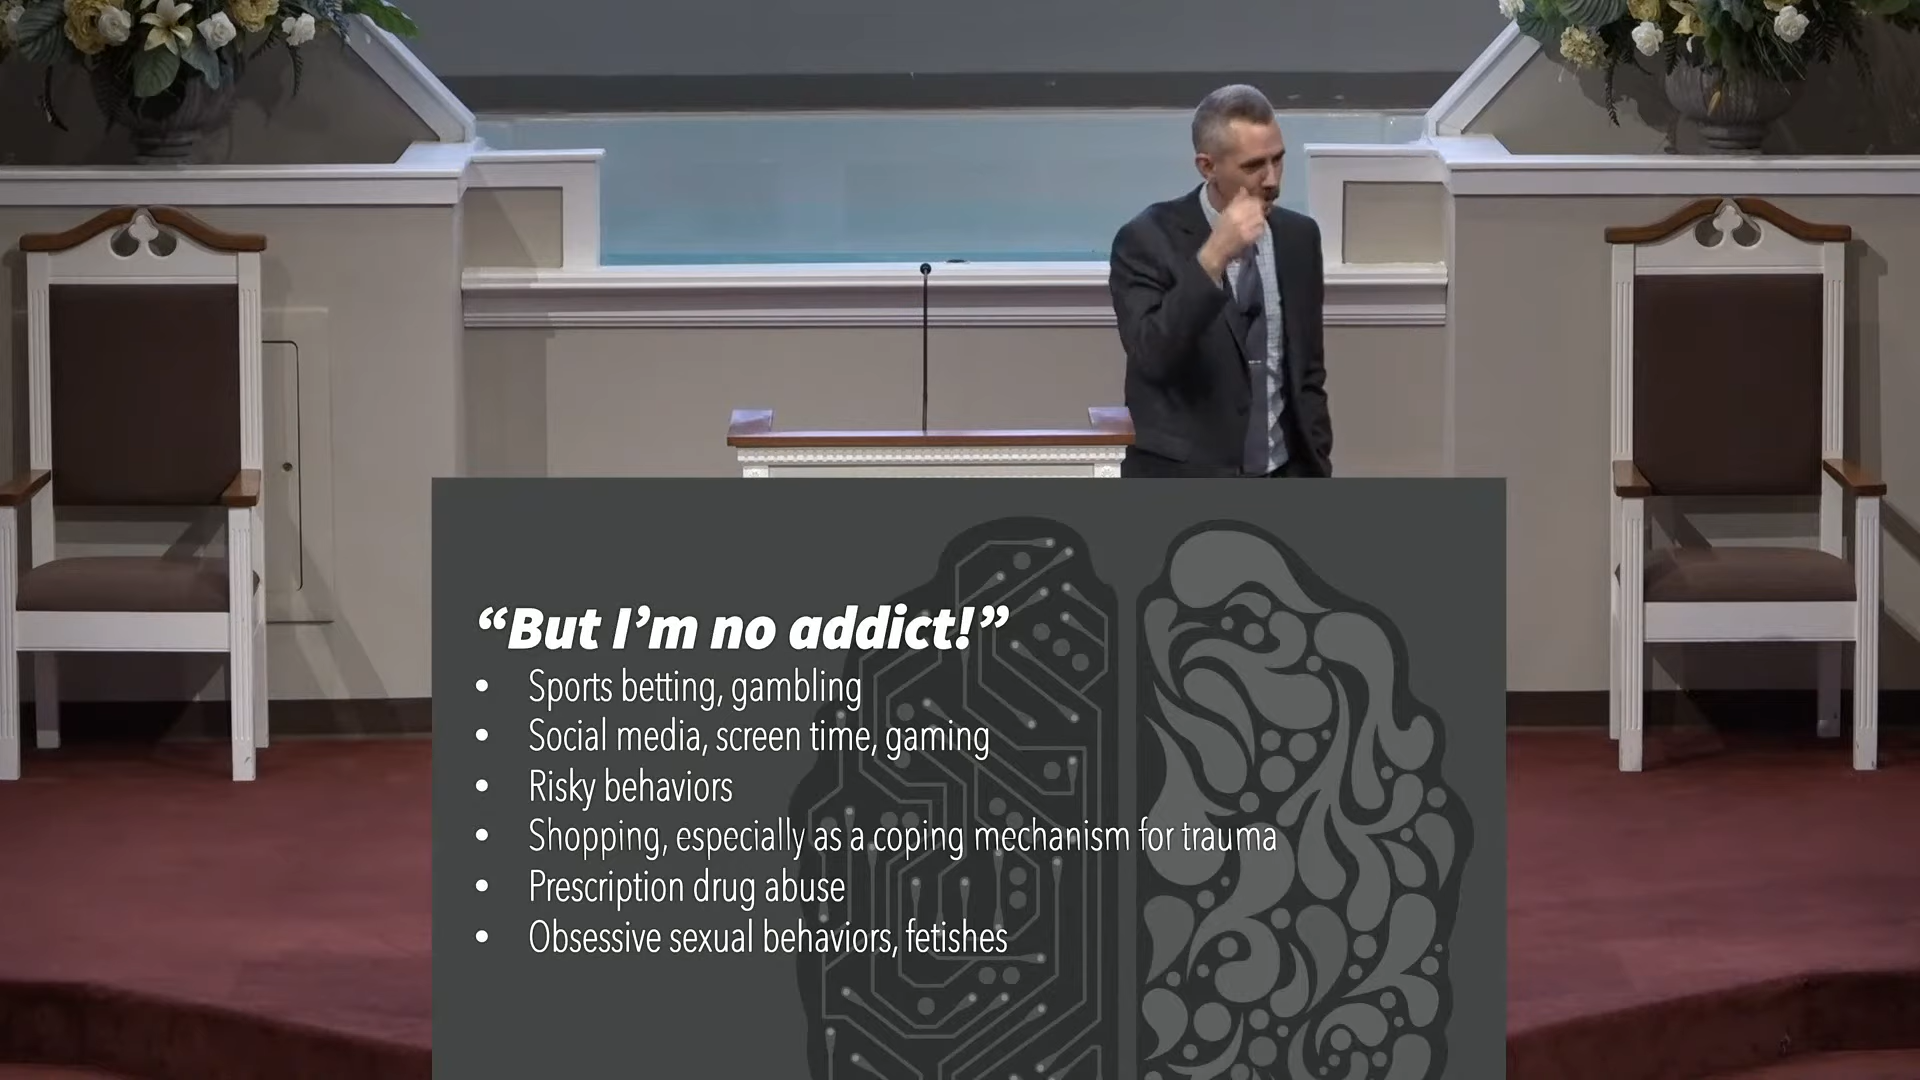 “But I’m no addict!”
• Sports betting, gambling
• Social media, screen time, gaming
• Risky behaviors
• Shopping, especially as a coping mechanism for trauma
• Prescription drug abuse
• Obsessive sexual behaviors, fetishes